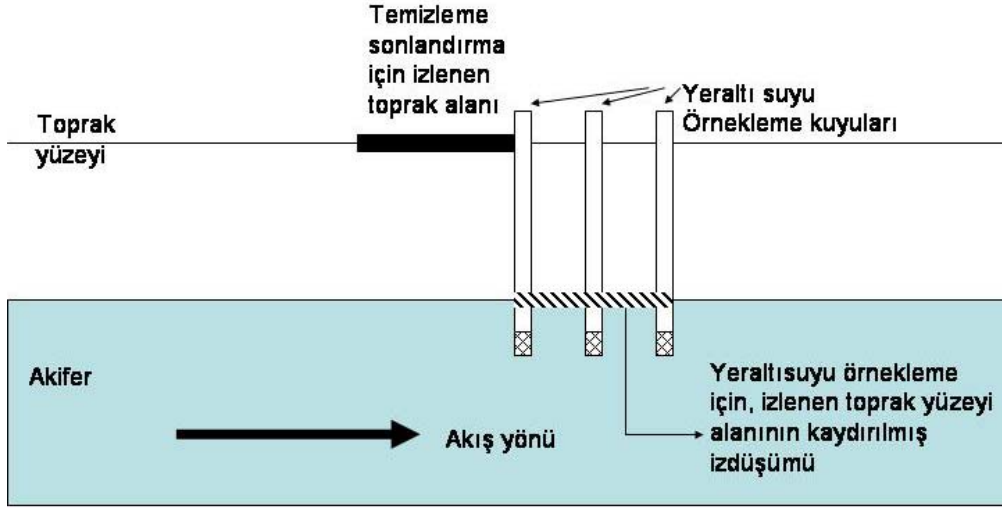 Temizleme
sonlandırma
için izlenen
toprak alanı
Toprak
yüzeyi
Yeraltı suyu
Örnekleme kuyuları
Akifer
Akış yönü
Yeraltısuyu örnekleme
için, izlenen toprak yüzeyi
alanının kaydırılmış
izdüşümü